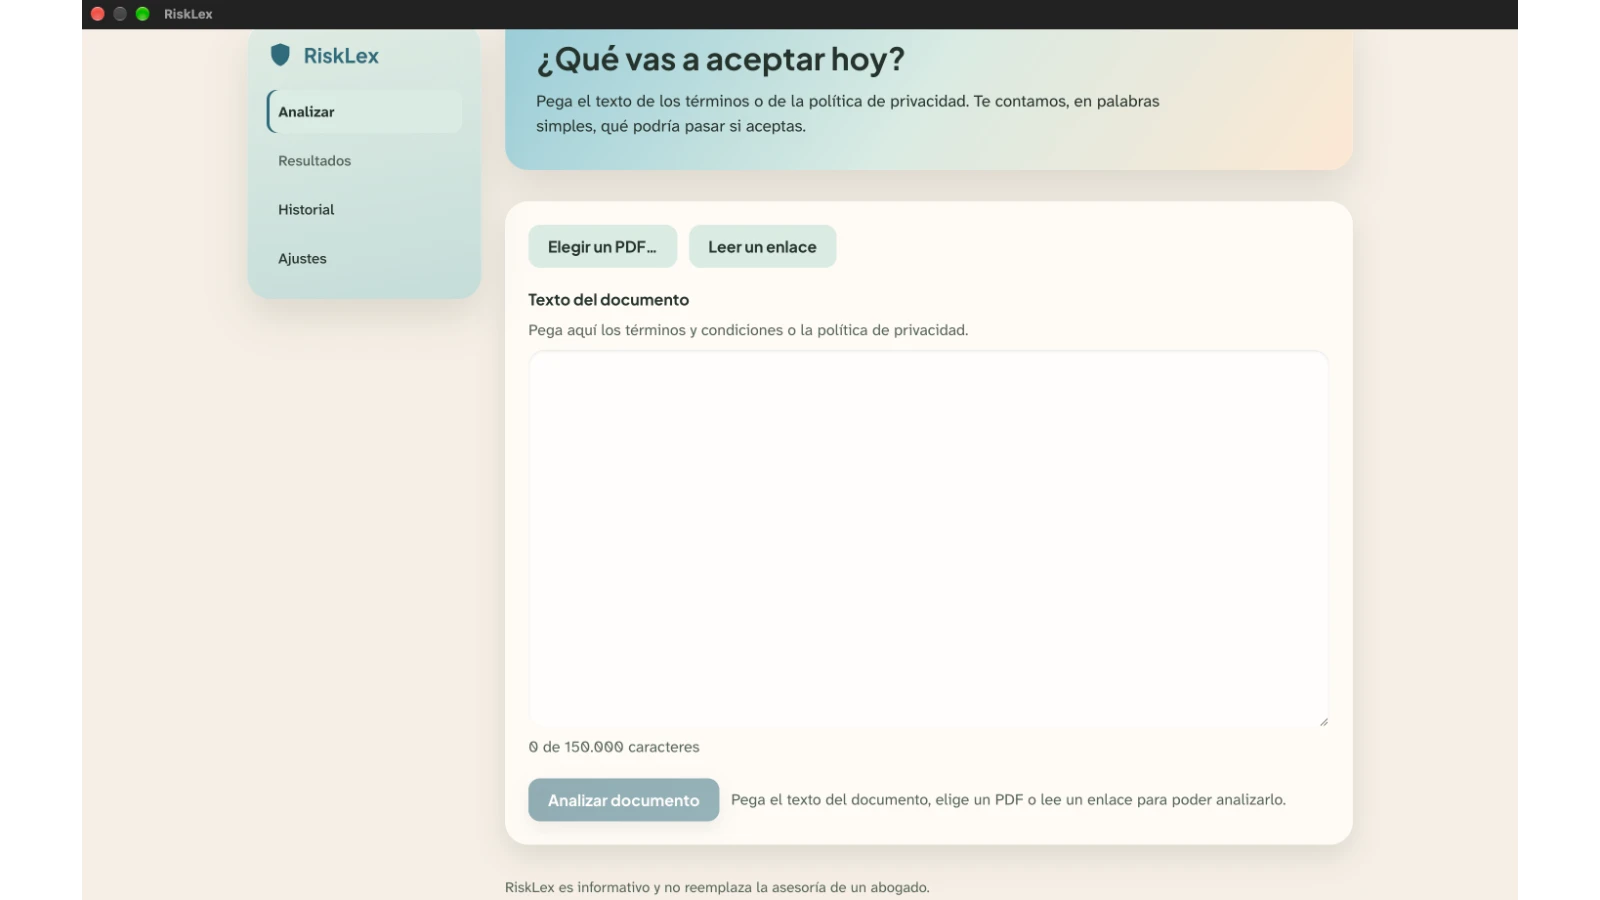 RiskLex
RiskLex
Analizar
Resultados
Historial
Ajustes
¿Qué vas a aceptar hoy?
Pega el texto de los términos o de la política de privacidad. Te contamos, en palabras
simples, qué podría pasar si aceptas.
Elegir un PDF…
Leer un enlace
Texto del documento
Pega aquí los términos y condiciones o la política de privacidad.
0 de 150.000 caracteres
Analizar documento
Pega el texto del documento, elige un PDF o lee un enlace para poder analizarlo.
RiskLex es informativo y no reemplaza la asesoría de un abogado.